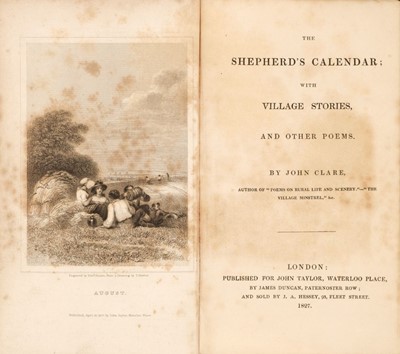 AUGUST.
THE
SHEPHERD'S CALENDAR;
WITH
VILLAGE STORIES,
AND OTHER POEMS.
BY JOHN CLARE,
AUTHOR OF "POEMS ON RURAL LIFE AND SCENERY,"—"THE
VILLAGE MINSTREL," &c.
LONDON:
PUBLISHED FOR JOHN TAYLOR, WATERLOO PLACE,
BY JAMES DUNCAN, PATERNOSTER ROW;
AND SOLD BY J. A. HESSEY, 93, FLEET STREET.
1827.